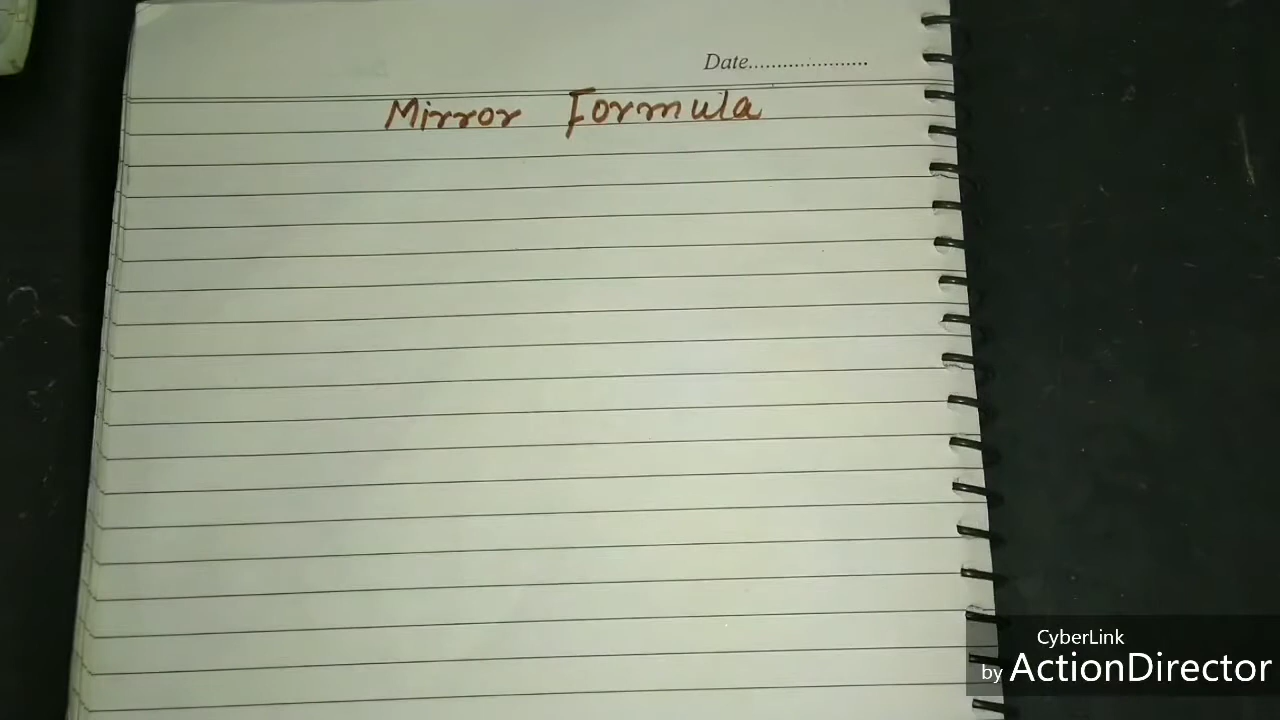 Date....................
Mirror Formula
CyberLink
by ActionDirector